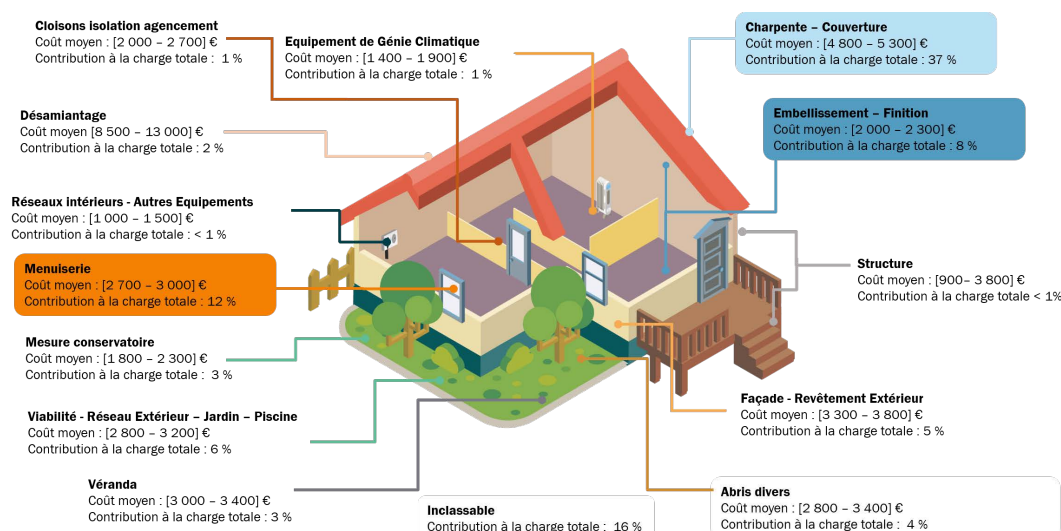 Cloisons isolation agencement
Coût moyen : [2 000 – 2 700] €
Contribution à la charge totale : 1 %
Equipement de Génie Climatique
Coût moyen : [1 400 – 1 900] €
Contribution à la charge totale : 1 %
Charpente – Couverture
Coût moyen : [4 800 – 5 300] €
Contribution à la charge totale : 37 %
Désamiantage
Coût moyen [8 500 – 13 000] €
Contribution à la charge totale : 2 %
Embellissement – Finition
Coût moyen : [2 000 – 2 300] €
Contribution à la charge totale : 8 %
Réseaux intérieurs - Autres Equipements
Coût moyen : [1 000 – 1 500] €
Contribution à la charge totale : < 1 %
Menuiserie
Coût moyen : [2 700 – 3 000] €
Contribution à la charge totale : 12 %
Structure
Coût moyen : [900– 3 800] €
Contribution à la charge totale < 1%
Mesure conservatoire
Coût moyen : [1 800 – 2 300] €
Contribution à la charge totale : 3 %
Façade - Revêtement Extérieur
Coût moyen : [3 300 – 3 800] €
Contribution à la charge totale : 5 %
Viabilité - Réseau Extérieur – Jardin – Piscine
Coût moyen : [2 800 – 3 200] €
Contribution à la charge totale : 6 %
Véranda
Coût moyen : [3 000 – 3 400] €
Contribution à la charge totale : 3 %
Inclassable
Contribution à la charge totale : 16 %
Abris divers
Coût moyen : [2 800 – 3 400] €
Contribution à la charge totale : 4 %